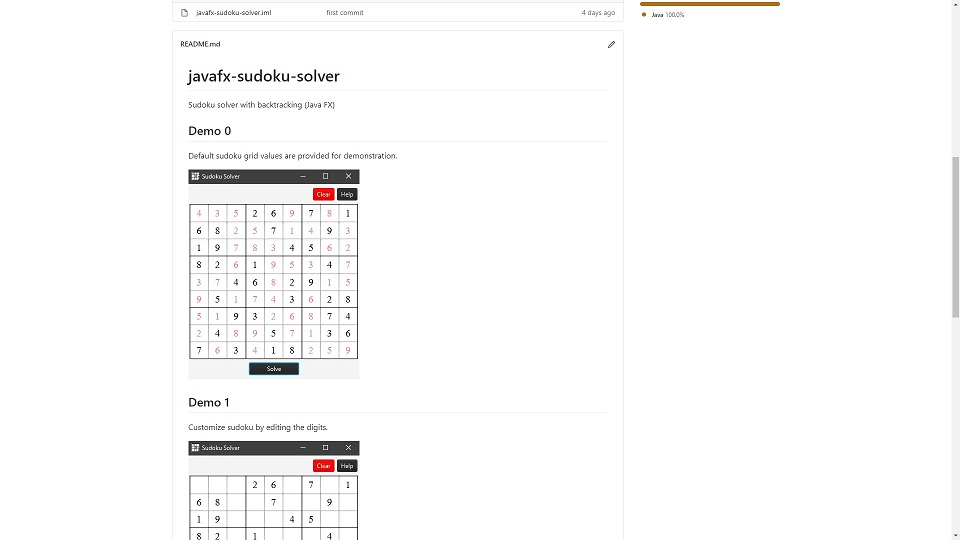 javafx-sudoku-solver.iml first commit 4 days ago
Java 100.0%
README.md
javafx-sudoku-solver
Sudoku solver with backtracking (Java FX)
Demo 0
Default sudoku grid values are provided for demonstration.
Sudoku Solver
Clear Help
4 3 5 2 6 9 7 8 1
6 8 2 5 7 1 4 9 3
1 9 7 8 3 4 5 6 2
8 2 6 1 9 5 3 4 7
3 7 4 6 8 2 9 1 5
9 5 1 7 4 3 6 2 8
5 1 9 3 2 6 8 7 4
2 4 8 9 5 7 1 3 6
7 6 3 4 1 8 2 5 9
Solve
Demo 1
Customize sudoku by editing the digits.
Sudoku Solver
Clear Help
2 6 7 1
6 8 7 9
1 9 4 5
8 2 1 4